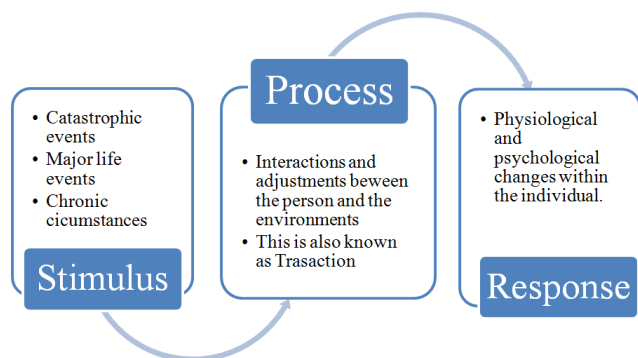 • Catastrophic
events
• Major life
events
• Chronic
cicumstances
Stimulus
Process
• Interactions and
adjustments beween
the person and the
environments
• This is also known
as Trasaction
• Physiological
and
psychological
changes within
the individual.
Response